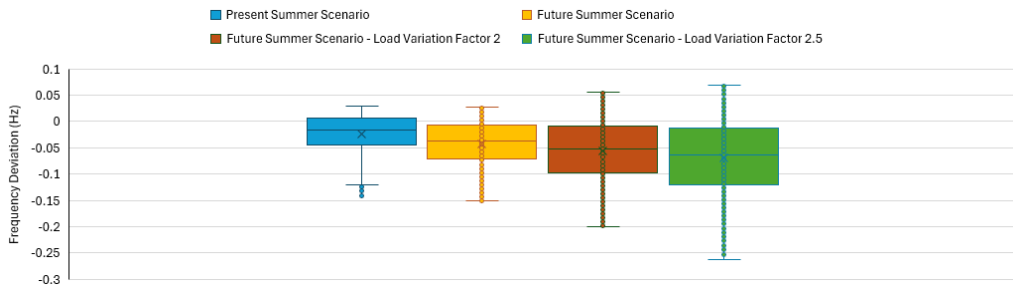 Present Summer Scenario
Future Summer Scenario
Future Summer Scenario - Load Variation Factor 2
Future Summer Scenario - Load Variation Factor 2.5
Frequency Deviation (Hz)
0.1
0.05
0
-0.05
-0.1
-0.15
-0.2
-0.25
-0.3